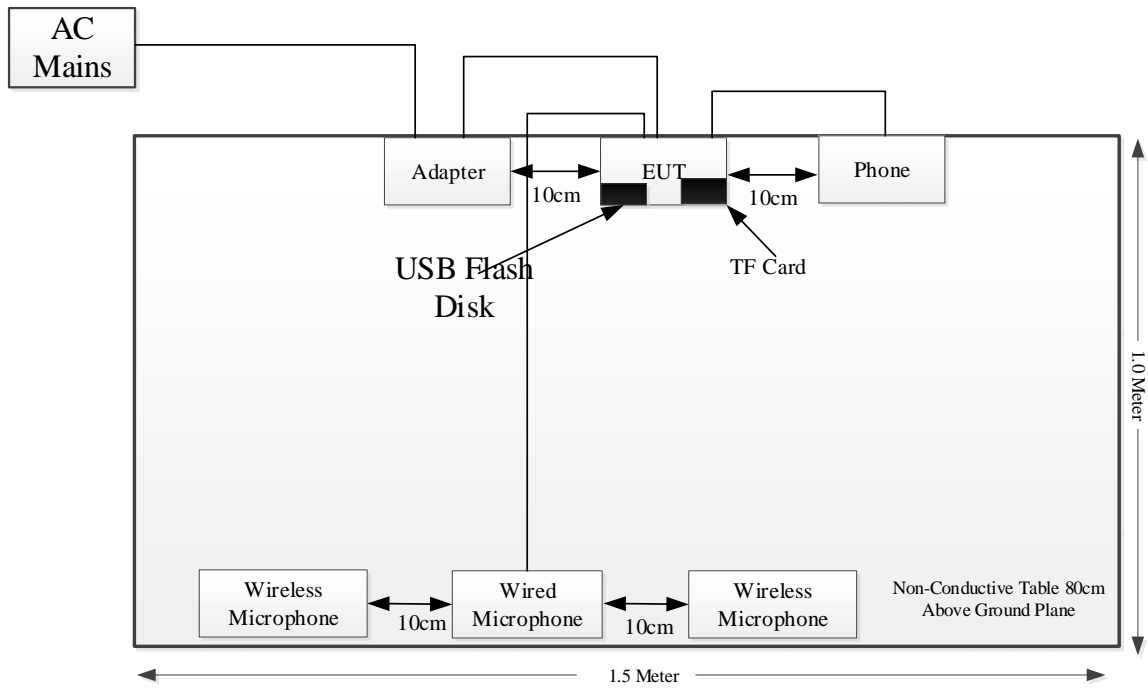 AC
Mains
Adapter
EUT
Phone
10cm
10cm
USB Flash
Disk
TF Card
1.0 Meter
Wireless
Microphone
Wired
Microphone
Wireless
Microphone
10cm
10cm
Non-Conductive Table 80cm
Above Ground Plane
1.5 Meter